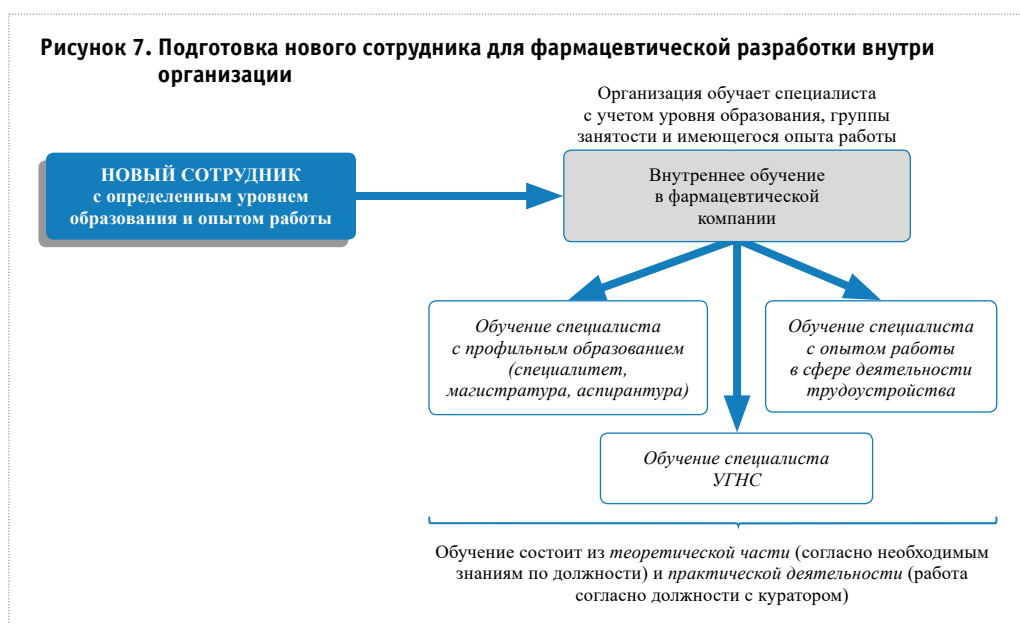 Рисунок 7. Подготовка нового сотрудника для фармацевтической разработки внутри
организации
Организация обучает специалиста
с учетом уровня образования, группы
занятости и имеющегося опыта работы
НОВЫЙ СОТРУДНИК
с определенным уровнем
образования и опытом работы
Внутреннее обучение
в фармацевтической
компании
Обучение специалиста
с профильным образованием
(специалитет,
магистратура, аспирантура)
Обучение специалиста
с опытом работы
в сфере деятельности
трудоустройства
Обучение специалиста
УГНС
Обучение состоит из теоретической части (согласно необходимым
знаниям по должности) и практической деятельности (работа
согласно должности с куратором)